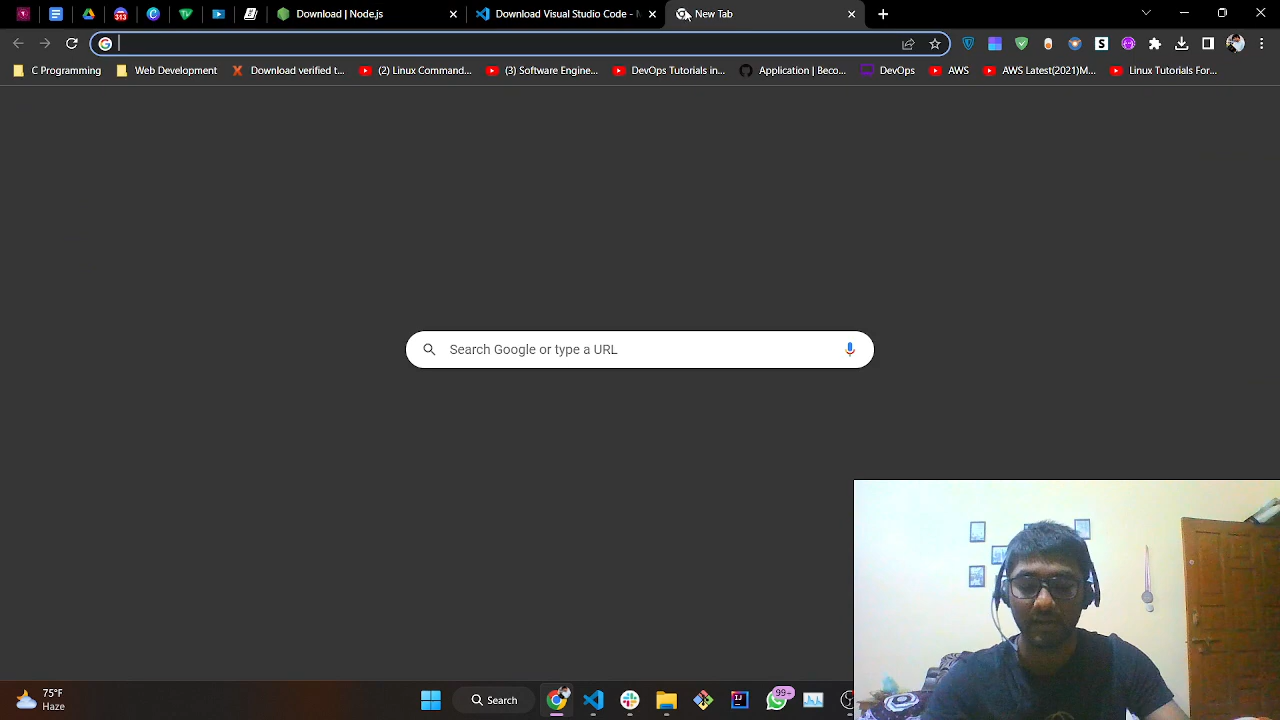 313
Download | Node.js
Download Visual Studio Code -
New Tab
C Programming
Web Development
Download verified t...
(2) Linux Command...
(3) Software Engine...
DevOps Tutorials in...
Application | Beco...
DevOps
AWS
AWS Latest(2021)M...
Linux Tutorials For...
Search Google or type a URL
75°F
Haze
Search
99+